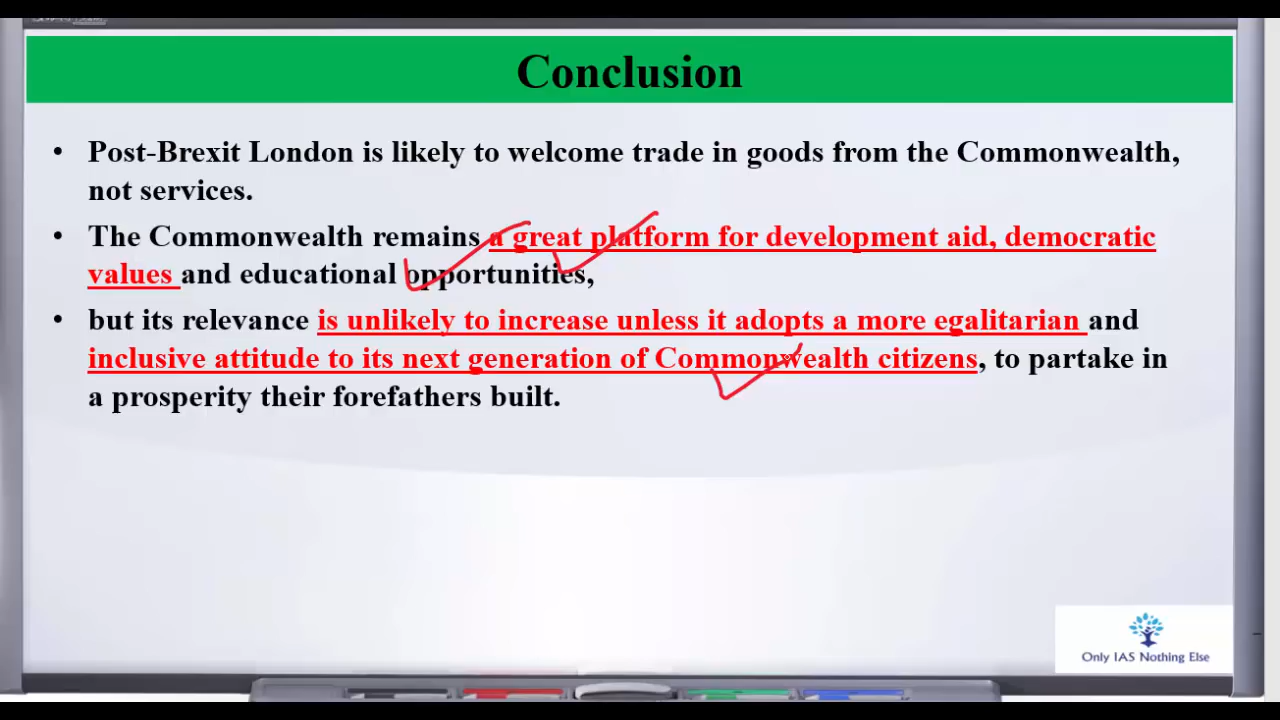 Conclusion
• Post-Brexit London is likely to welcome trade in goods from the Commonwealth,
not services.
• The Commonwealth remains a great platform for development aid, democratic
values and educational opportunities,
• but its relevance is unlikely to increase unless it adopts a more egalitarian and
inclusive attitude to its next generation of Commonwealth citizens, to partake in
a prosperity their forefathers built.
Only IAS Nothing Else